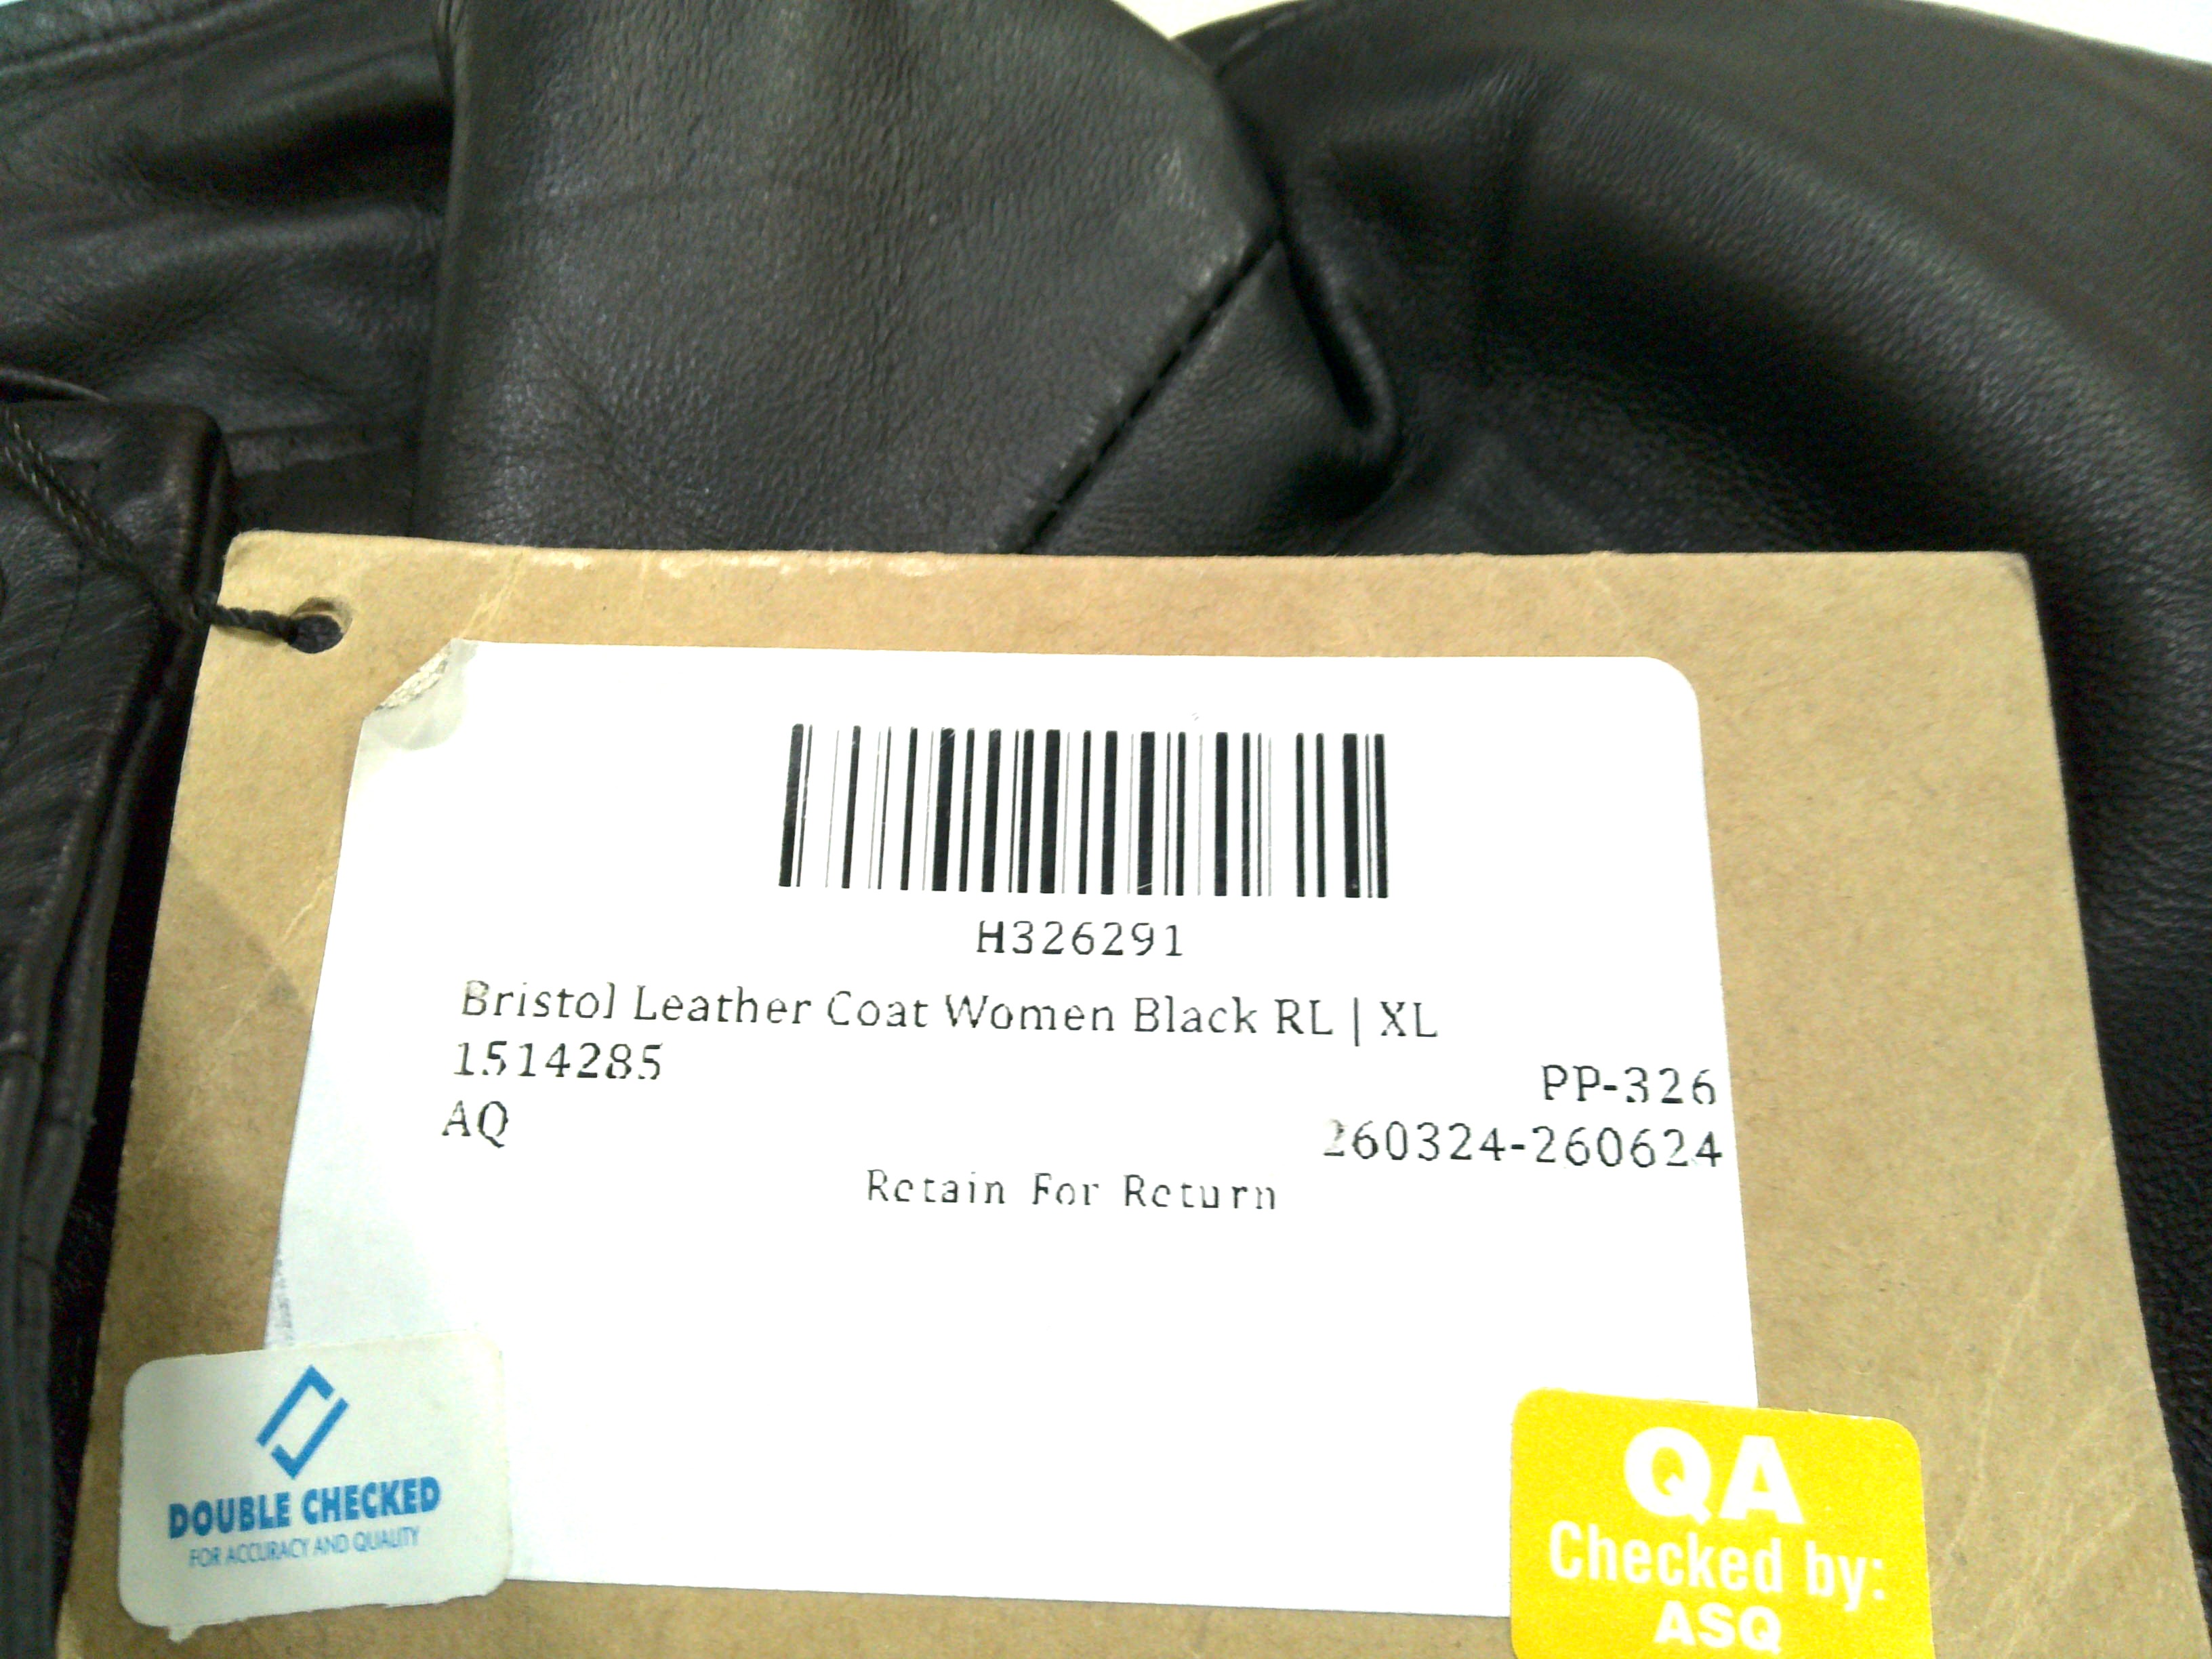 H326291
Bristol Leather Coat Women Black RL | XL
1514285
PP-326
AQ
260324-260624
Retain For Return
DOUBLE CHECKED
FOR ACCURACY AND QUALITY
QA
Checked by:
ASQ